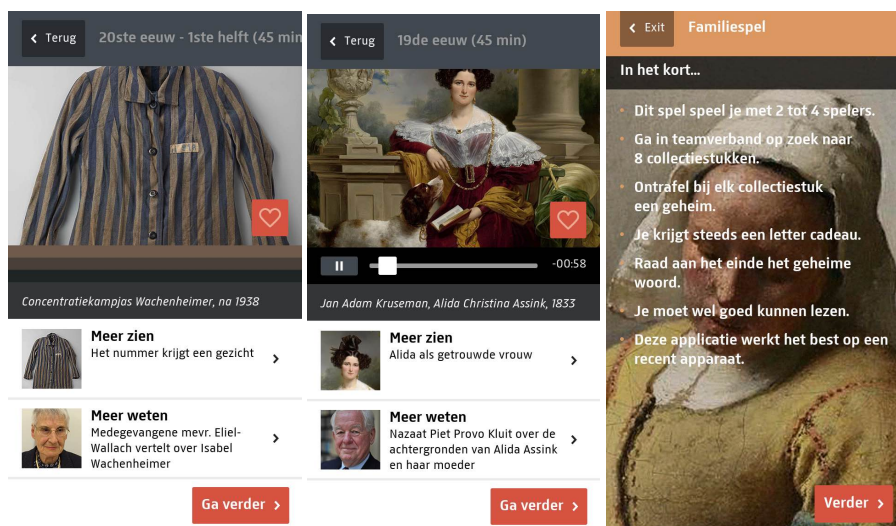 Terug
20ste eeuw - 1ste helft (45 min
Concentratiekampjas Wachenheimer, na 1938
Meer zien
Het nummer krijgt een gezicht
Meer weten
Medegevangene mevr. Eliel-
Wallach vertelt over Isabel
Wachenheimer
Ga verder
Terug
19de eeuw (45 min)
-00:58
Jan Adam Kruseman, Alida Christina Assink, 1833
Meer zien
Alida als getrouwde vrouw
Meer weten
Nazaat Piet Provo Kluit over de
achtergronden van Alida Assink
en haar moeder
Ga verder
Exit
Familiespel
In het kort...
Dit spel speel je met 2 tot 4 spelers.
Ga in teamverband op zoek naar
8 collectiestukken.
Ontrafel bij elk collectiestuk
een geheim.
Je krijgt steeds een letter cadeau.
Raad aan het einde het geheime
woord.
Je moet wel goed kunnen lezen.
Deze applicatie werkt het best op een
recent apparaat.
Verder